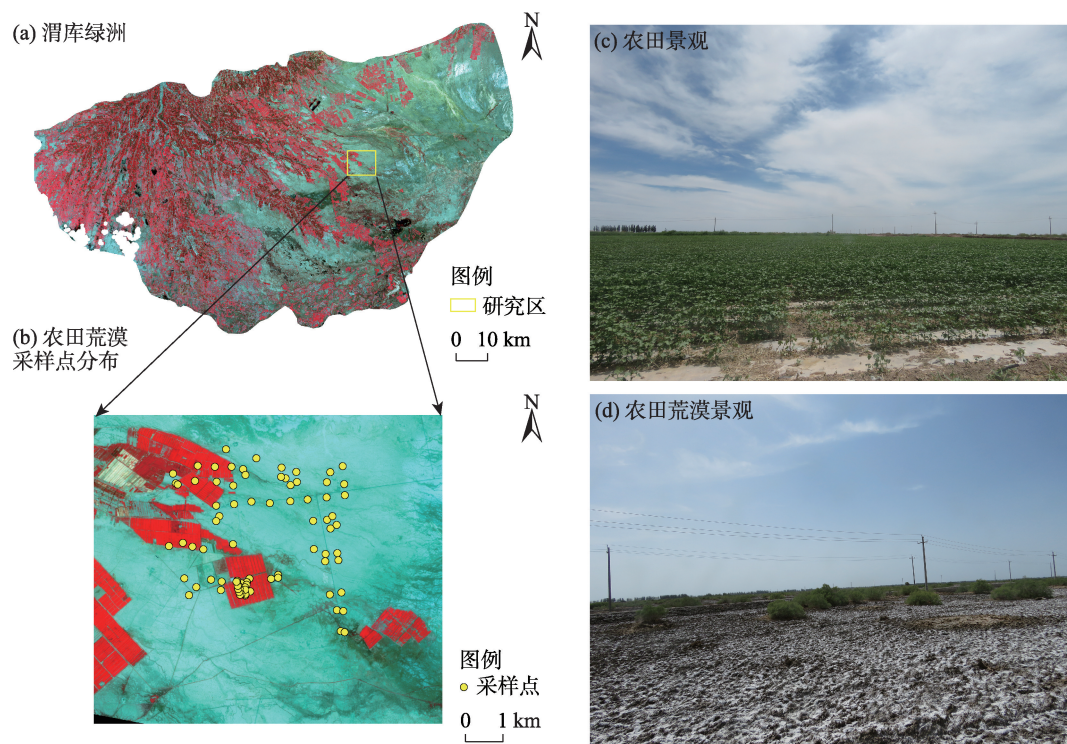 (a) 渭库绿洲
N
图例
研究区
0 10 km
(b) 农田荒漠
采样点分布
N
图例
采样点
0 1 km
(c) 农田景观
(d) 农田荒漠景观